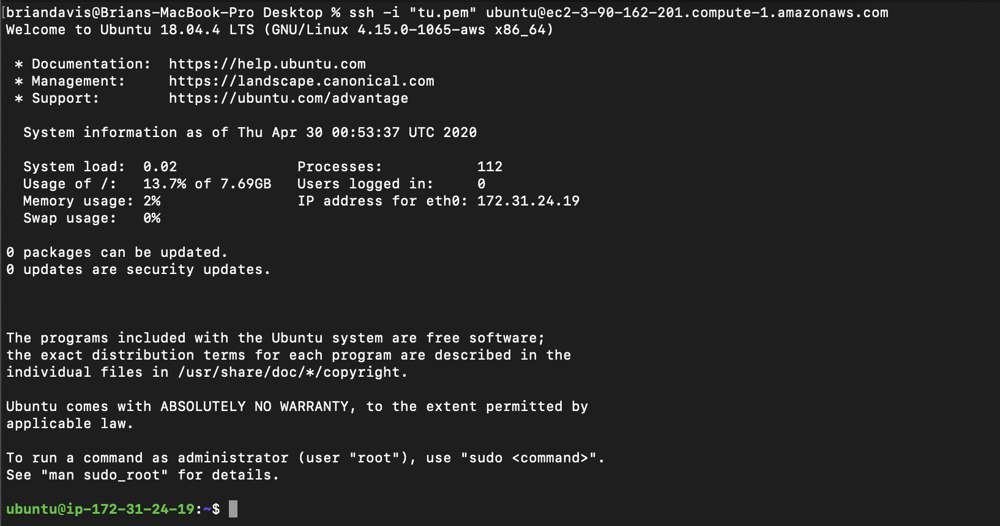 [briandavis@Brians-MacBook-Pro Desktop % ssh -i "tu.pem" ubuntu@ec2-3-90-162-201.compute-1.amazonaws.com
Welcome to Ubuntu 18.04.4 LTS (GNU/Linux 4.15.0-1065-aws x86_64)

 * Documentation:  https://help.ubuntu.com
 * Management:     https://landscape.canonical.com
 * Support:        https://ubuntu.com/advantage

  System information as of Thu Apr 30 00:53:37 UTC 2020

  System load:  0.02              Processes:           112
  Usage of /:   13.7% of 7.69GB   Users logged in:     0
  Memory usage: 2%                IP address for eth0: 172.31.24.19
  Swap usage:   0%

0 packages can be updated.
0 updates are security updates.

The programs included with the Ubuntu system are free software;
the exact distribution terms for each program are described in the
individual files in /usr/share/doc/*/copyright.

Ubuntu comes with ABSOLUTELY NO WARRANTY, to the extent permitted by
applicable law.

To run a command as administrator (user "root"), use "sudo <command>".
See "man sudo_root" for details.

ubuntu@ip-172-31-24-19:~$